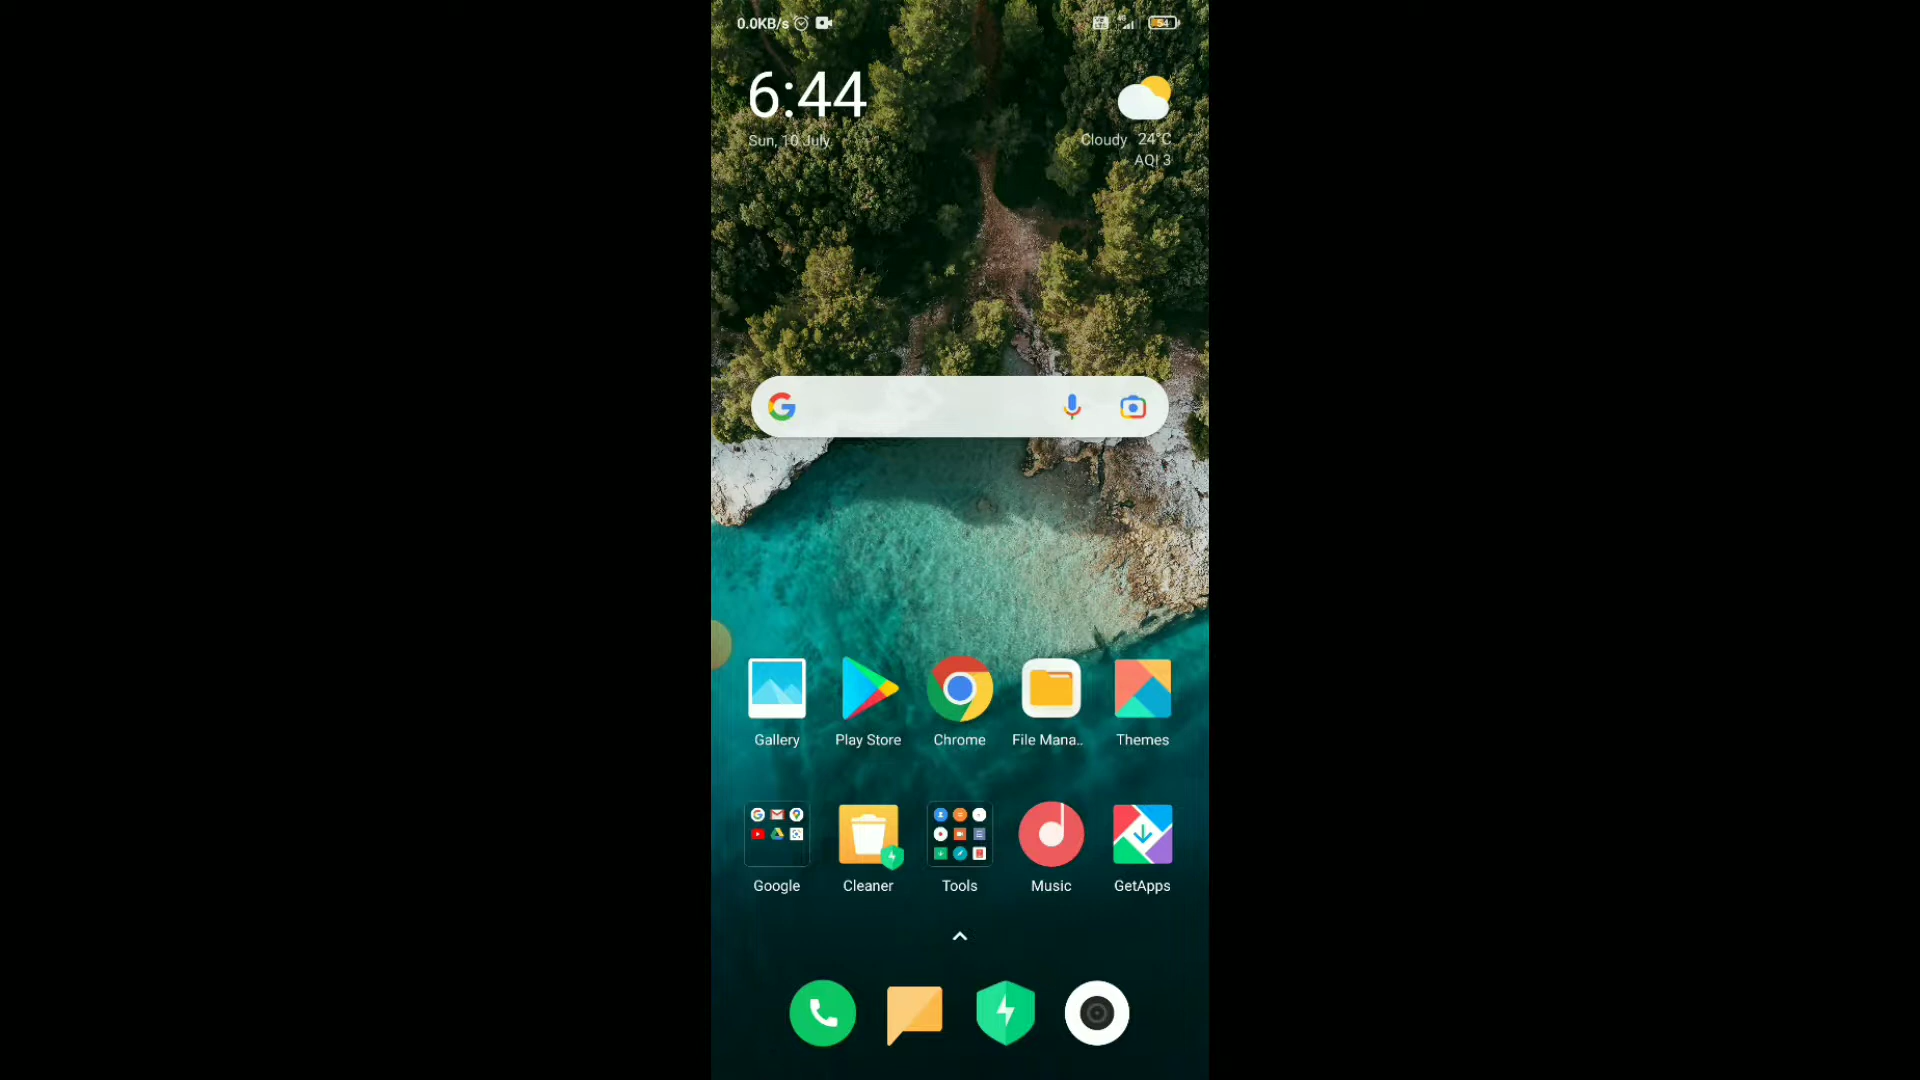 0.0KB/s
54
6:44
Sun, 10 July
Cloudy 24°C
AQI 3
Gallery
Play Store
Chrome
File Mana..
Themes
Google
Cleaner
Tools
Music
GetApps